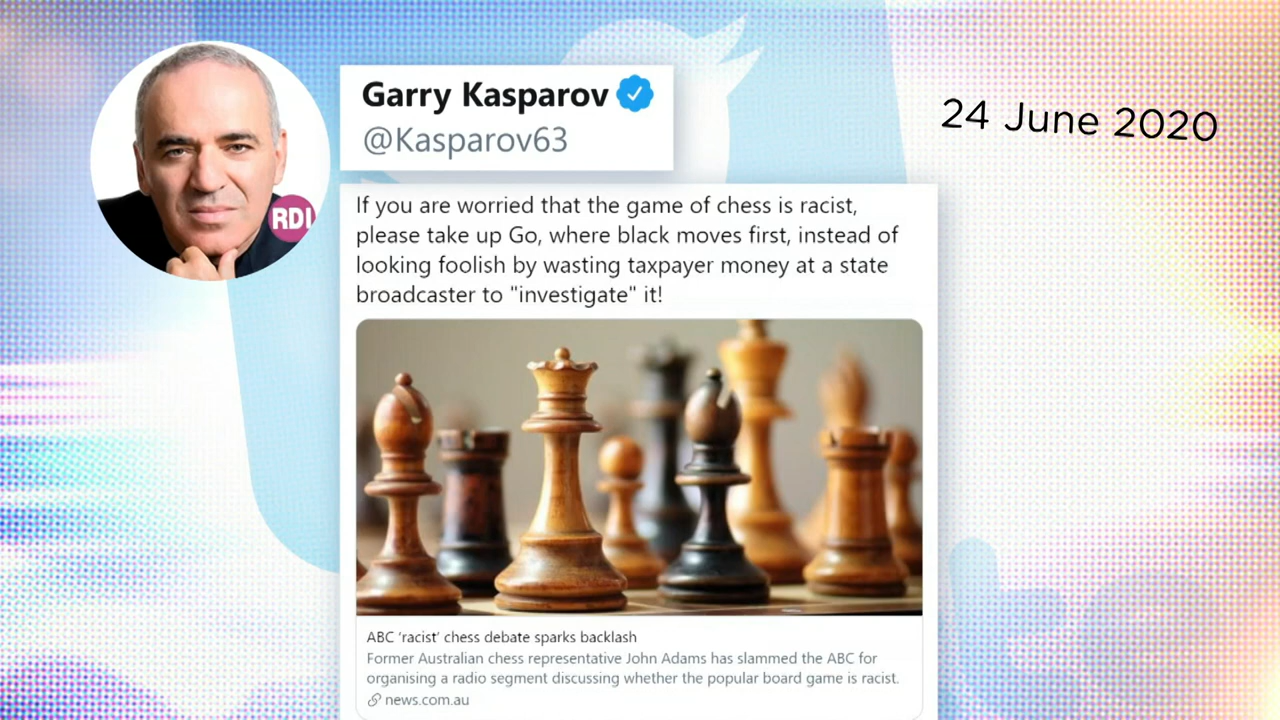 Garry Kasparov
@Kasparov63
24 June 2020
RDI
If you are worried that the game of chess is racist,
please take up Go, where black moves first, instead of
looking foolish by wasting taxpayer money at a state
broadcaster to "investigate" it!
ABC ‘racist’ chess debate sparks backlash
Former Australian chess representative John Adams has slammed the ABC for
organising a radio segment discussing whether the popular board game is racist.
news.com.au